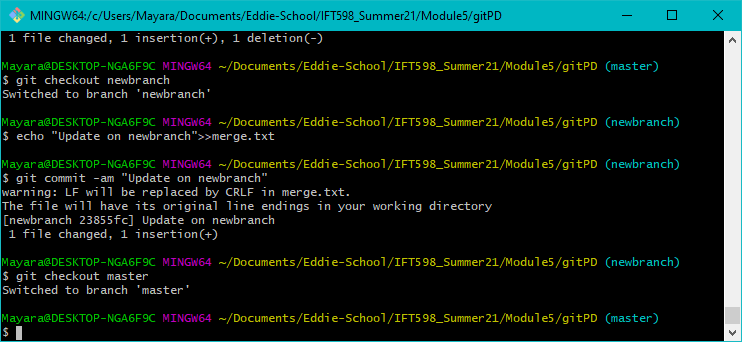 MINGW64:/c/Users/Mayara/Documents/Eddie-School/IFT598_Summer21/Module5/gitPD
1 file changed, 1 insertion(+), 1 deletion(-)
Mayara@DESKTOP-NGA6F9C MINGW64 ~/Documents/Eddie-School/IFT598_Summer21/Module5/gitPD (master)
$ git checkout newbranch
Switched to branch 'newbranch'
Mayara@DESKTOP-NGA6F9C MINGW64 ~/Documents/Eddie-School/IFT598_Summer21/Module5/gitPD (newbranch)
$ echo "Update on newbranch">>merge.txt
Mayara@DESKTOP-NGA6F9C MINGW64 ~/Documents/Eddie-School/IFT598_Summer21/Module5/gitPD (newbranch)
$ git commit -am "Update on newbranch"
warning: LF will be replaced by CRLF in merge.txt.
The file will have its original line endings in your working directory
[newbranch 23855fc] Update on newbranch
1 file changed, 1 insertion(+)
Mayara@DESKTOP-NGA6F9C MINGW64 ~/Documents/Eddie-School/IFT598_Summer21/Module5/gitPD (newbranch)
$ git checkout master
Switched to branch 'master'
Mayara@DESKTOP-NGA6F9C MINGW64 ~/Documents/Eddie-School/IFT598_Summer21/Module5/gitPD (master)
$